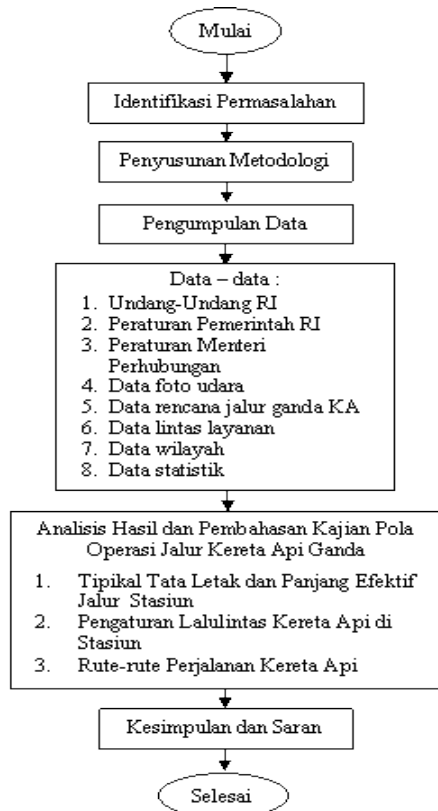 Mulai
Identifikasi Permasalahan
Penyusunan Metodologi
Pengumpulan Data
Data – data :
1. Undang-Undang RI
2. Peraturan Pemerintah RI
3. Peraturan Menteri
Perhubungan
4. Data foto udara
5. Data rencana jalur ganda KA
6. Data lintas layanan
7. Data wilayah
8. Data statistik
Analisis Hasil dan Pembahasan Kajian Pola
Operasi Jalur Kereta Api Ganda
1. Tipikal Tata Letak dan Panjang Efektif
Jalur Stasiun
2. Pengaturan Lalulintas Kereta Api di
Stasiun
3. Rute-rute Perjalanan Kereta Api
Kesimpulan dan Saran
Selesai